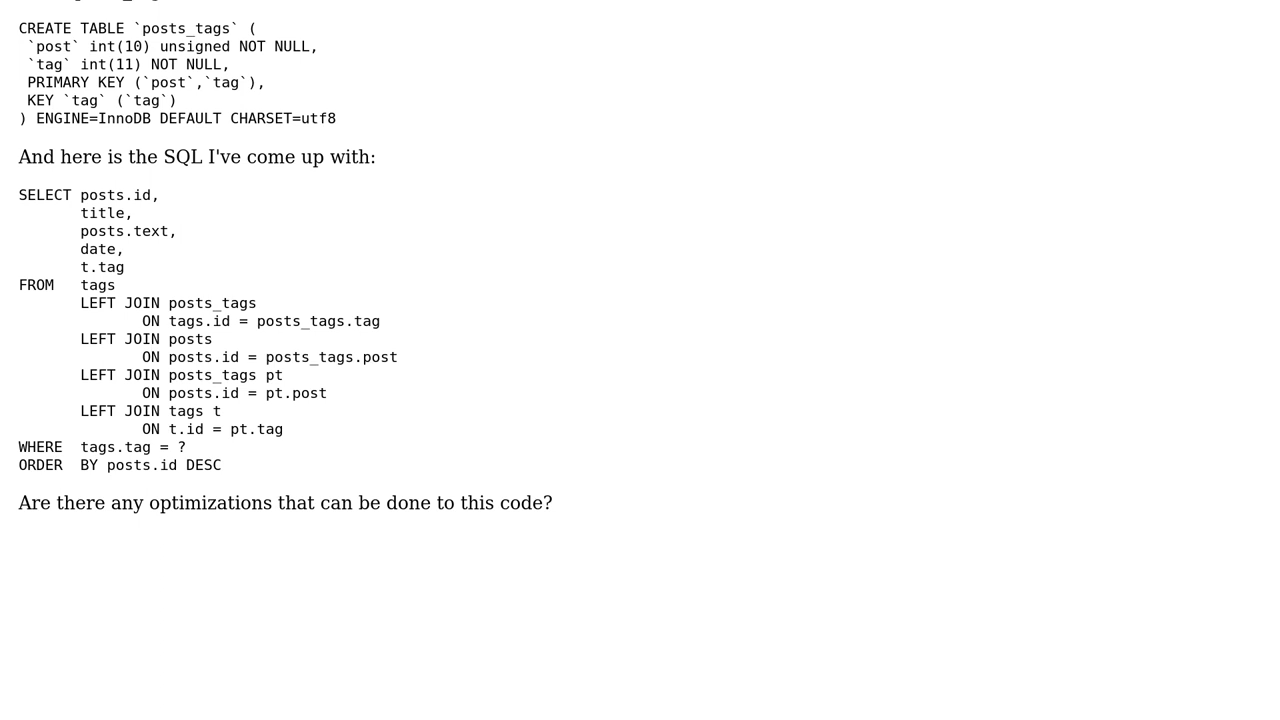 CREATE TABLE `posts_tags` (
 `post` int(10) unsigned NOT NULL,
 `tag` int(11) NOT NULL,
 PRIMARY KEY (`post`,`tag`),
 KEY `tag` (`tag`)
) ENGINE=InnoDB DEFAULT CHARSET=utf8
And here is the SQL I've come up with:
SELECT posts.id,
       title,
       posts.text,
       date,
       t.tag
FROM   tags
       LEFT JOIN posts_tags
              ON tags.id = posts_tags.tag
       LEFT JOIN posts
              ON posts.id = posts_tags.post
       LEFT JOIN posts_tags pt
              ON posts.id = pt.post
       LEFT JOIN tags t
              ON t.id = pt.tag
WHERE  tags.tag = ?
ORDER  BY posts.id DESC
Are there any optimizations that can be done to this code?